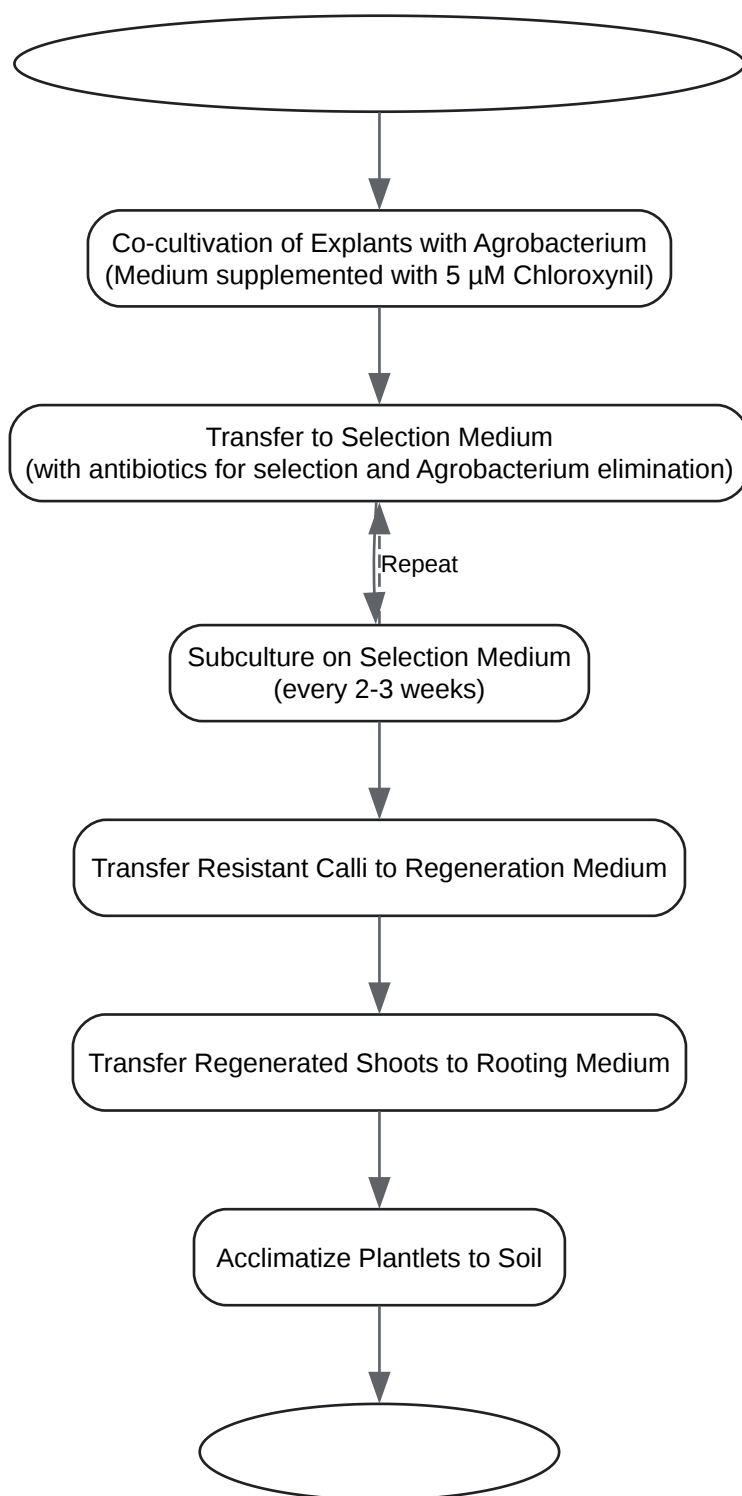 Co-cultivation of Explants with Agrobacterium
(Medium supplemented with 5 µM Chloroxynil)
Transfer to Selection Medium
(with antibiotics for selection and Agrobacterium elimination)
Repeat
Subculture on Selection Medium
(every 2-3 weeks)
Transfer Resistant Calli to Regeneration Medium
Transfer Regenerated Shoots to Rooting Medium
Acclimatize Plantlets to Soil